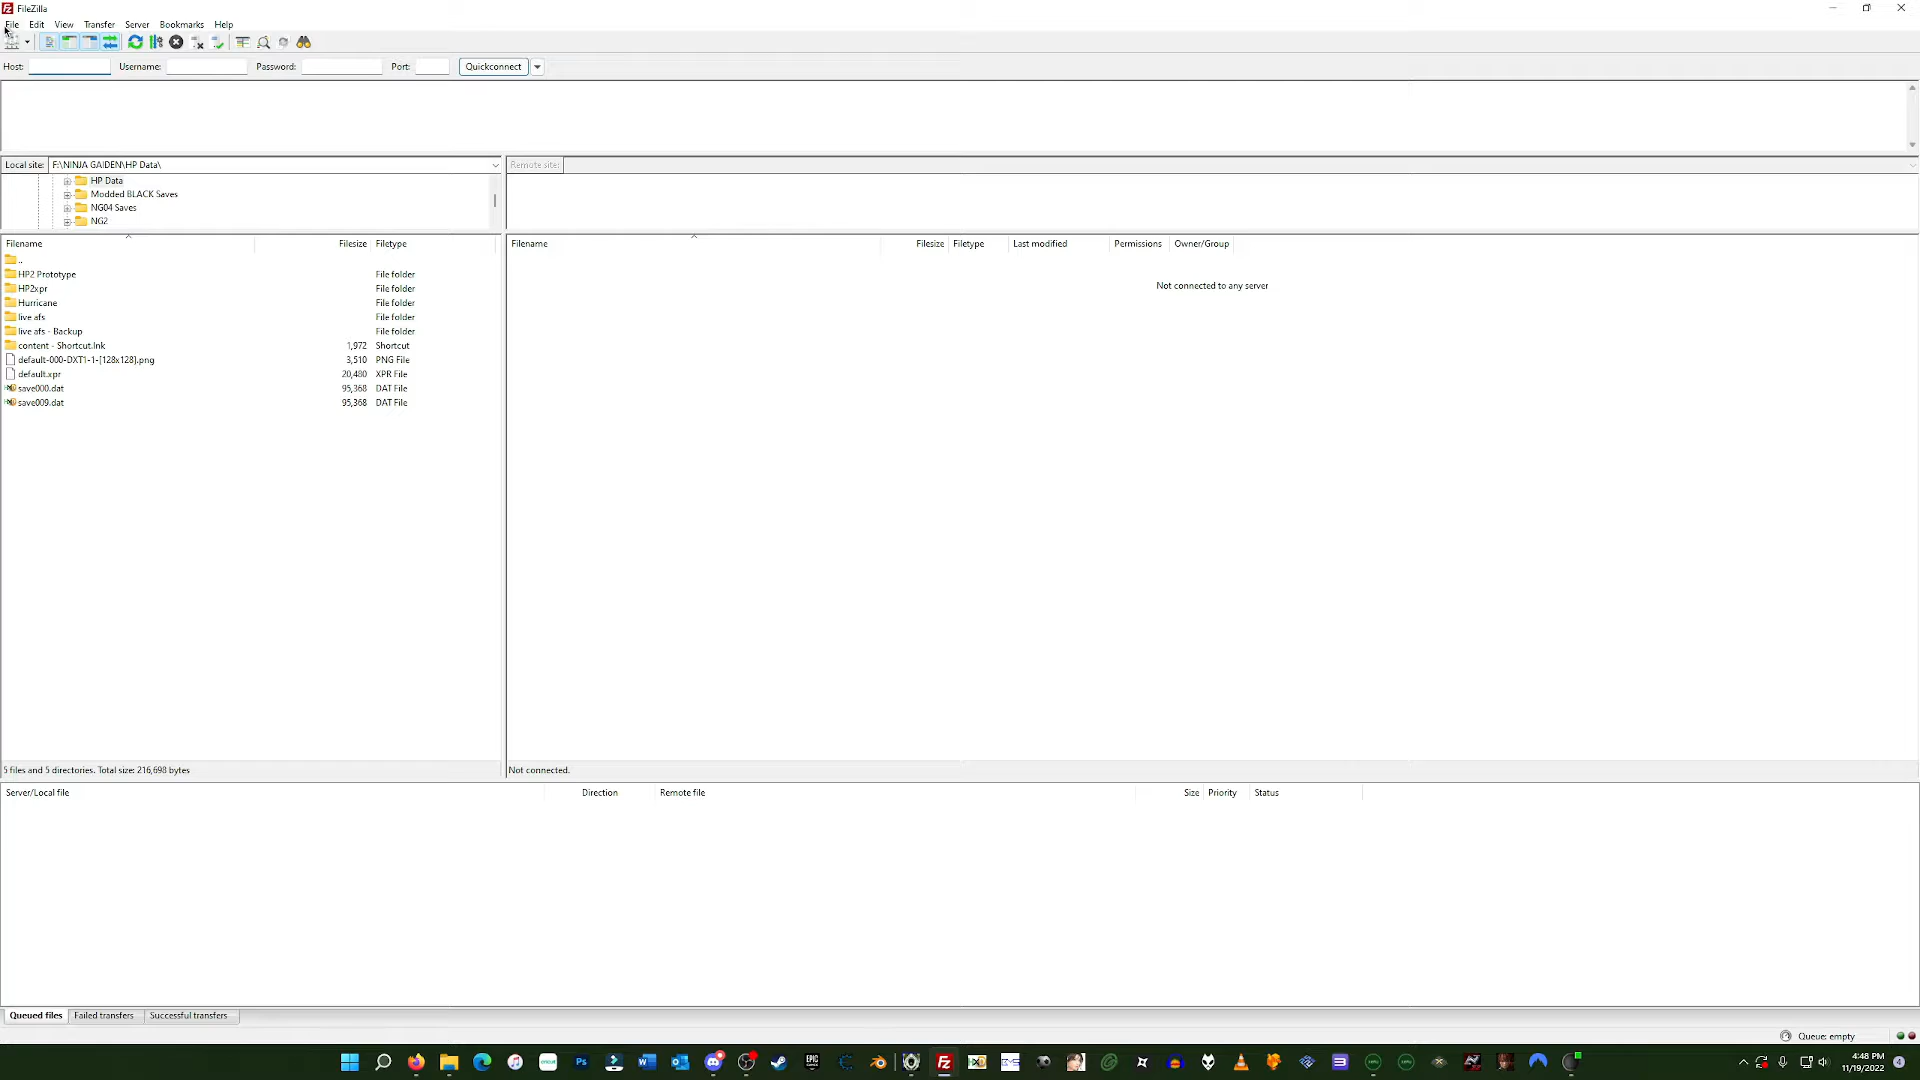 FileZilla
File Edit View Transfer Server Bookmarks Help
Host: Username: Password: Port: Quickconnect
Local site: F:\NINJA GAIDEN\HP Data\ Remote site:
HP Data
Modded BLACK Saves
NG04 Saves
NG2
Filename Filesize Filetype Filename Filesize Filetype Last modified Permissions Owner/Group
..
HP2 Prototype File folder
Not connected to any server
HP2xpr File folder
Hurricane File folder
live afs File folder
live afs - Backup File folder
content - Shortcut.lnk 1,972 Shortcut
default-000-DXT1-1-[128x128].png 3,510 PNG File
default.xpr 20,480 XPR File
save000.dat 95,368 DAT File
save009.dat 95,368 DAT File
5 files and 5 directories. Total size: 216,698 bytes Not connected.
Server/Local file Direction Remote file Size Priority Status
Queued files Failed transfers Successful transfers
Queue: empty
4:48 PM
11/19/2022